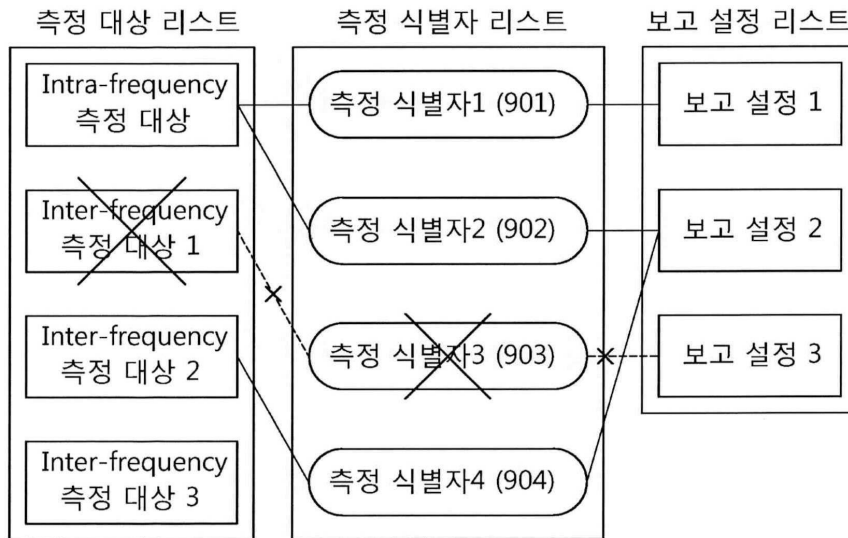 측정 대상 리스트
Intra-frequency
측정 대상
Inter-frequency
측정 대상 1
Inter-frequency
측정 대상 2
Inter-frequency
측정 대상 3
측정 식별자 리스트
측정 식별자1 (901)
측정 식별자2 (902)
측정 식별자3 (903)
측정 식별자4 (904)
보고 설정 리스트
보고 설정 1
보고 설정 2
보고 설정 3